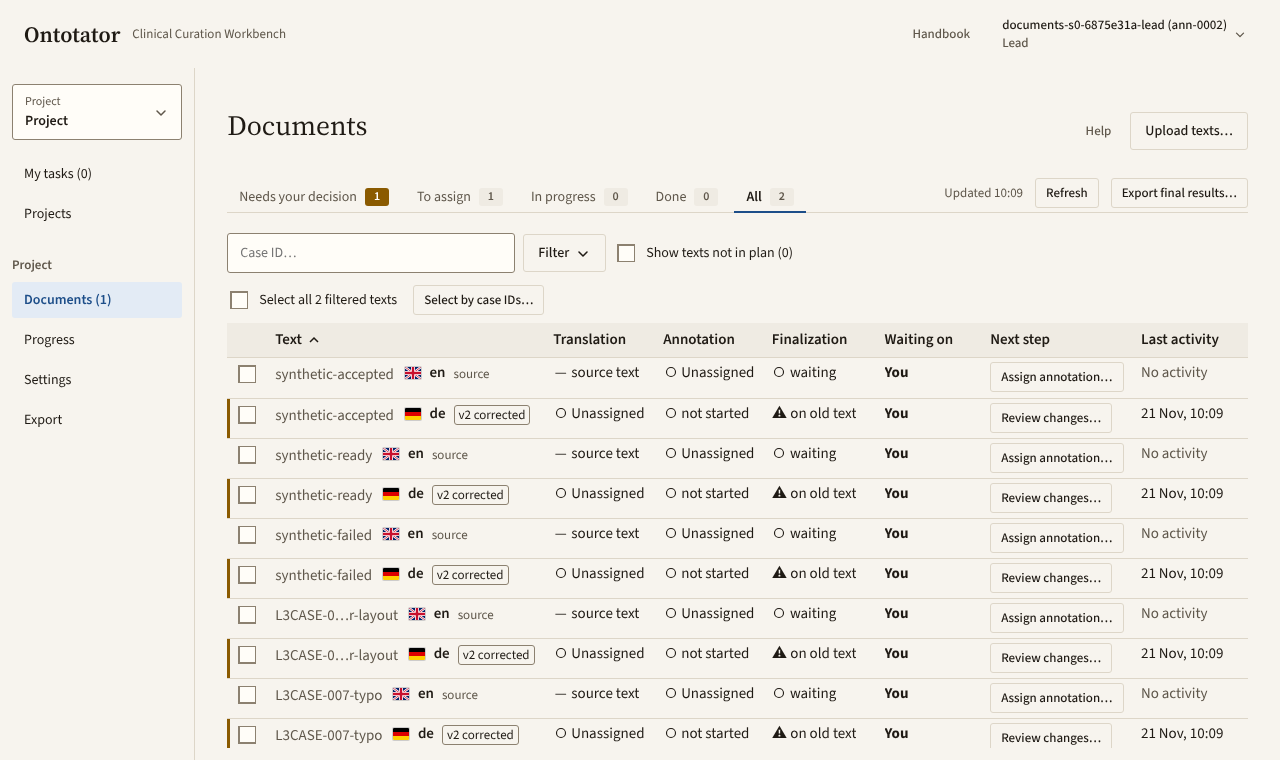 Ontotator Clinical Curation Workbench
Handbook
documents-s0-6875e31a-lead (ann-0002)
Lead
Project
Project
My tasks (0)
Projects
Project
Documents (1)
Progress
Settings
Export
Documents
Help
Upload texts…
Needs your decision 1 To assign 1 In progress 0 Done 0 All 2
Updated 10:09 Refresh Export final results…
Case ID… Filter Show texts not in plan (0)
Select all 2 filtered texts Select by case IDs…
Text Translation Annotation Finalization Waiting on Next step Last activity
synthetic-accepted en source — source text Unassigned waiting You Assign annotation… No activity
synthetic-accepted de v2 corrected Unassigned not started on old text You Review changes… 21 Nov, 10:09
synthetic-ready en source — source text Unassigned waiting You Assign annotation… No activity
synthetic-ready de v2 corrected Unassigned not started on old text You Review changes… 21 Nov, 10:09
synthetic-failed en source — source text Unassigned waiting You Assign annotation… No activity
synthetic-failed de v2 corrected Unassigned not started on old text You Review changes… 21 Nov, 10:09
L3CASE-0…r-layout en source — source text Unassigned waiting You Assign annotation… No activity
L3CASE-0…r-layout de v2 corrected Unassigned not started on old text You Review changes… 21 Nov, 10:09
L3CASE-007-typo en source — source text Unassigned waiting You Assign annotation… No activity
L3CASE-007-typo de v2 corrected Unassigned not started on old text You Review changes… 21 Nov, 10:09